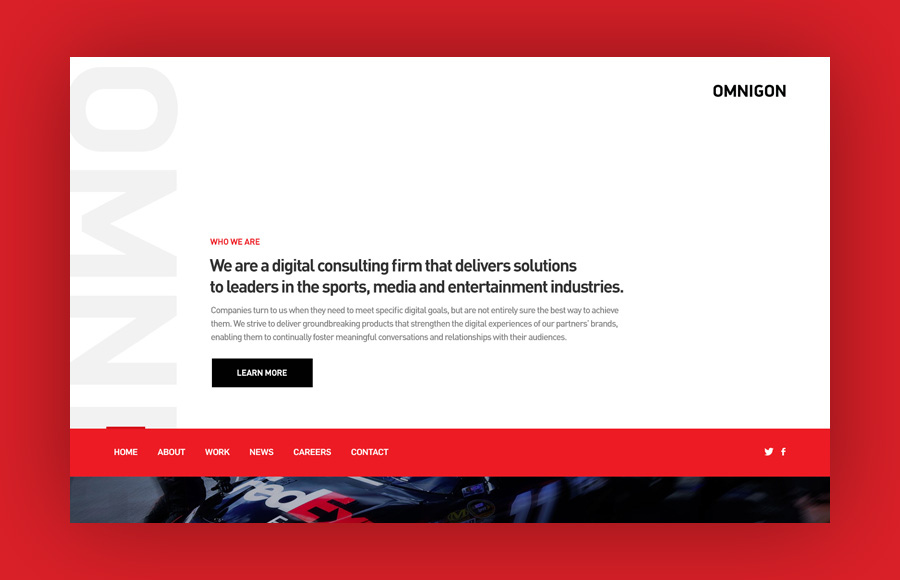 OMNI
OMNIGON
WHO WE ARE
We are a digital consulting firm that delivers solutions
to leaders in the sports, media and entertainment industries.
Companies turn to us when they need to meet specific digital goals, but are not entirely sure the best way to achieve
them. We strive to deliver groundbreaking products that strengthen the digital experiences of our partners' brands,
enabling them to continually foster meaningful conversations and relationships with their audiences.
LEARN MORE
HOME ABOUT WORK NEWS CAREERS CONTACT
FedEx